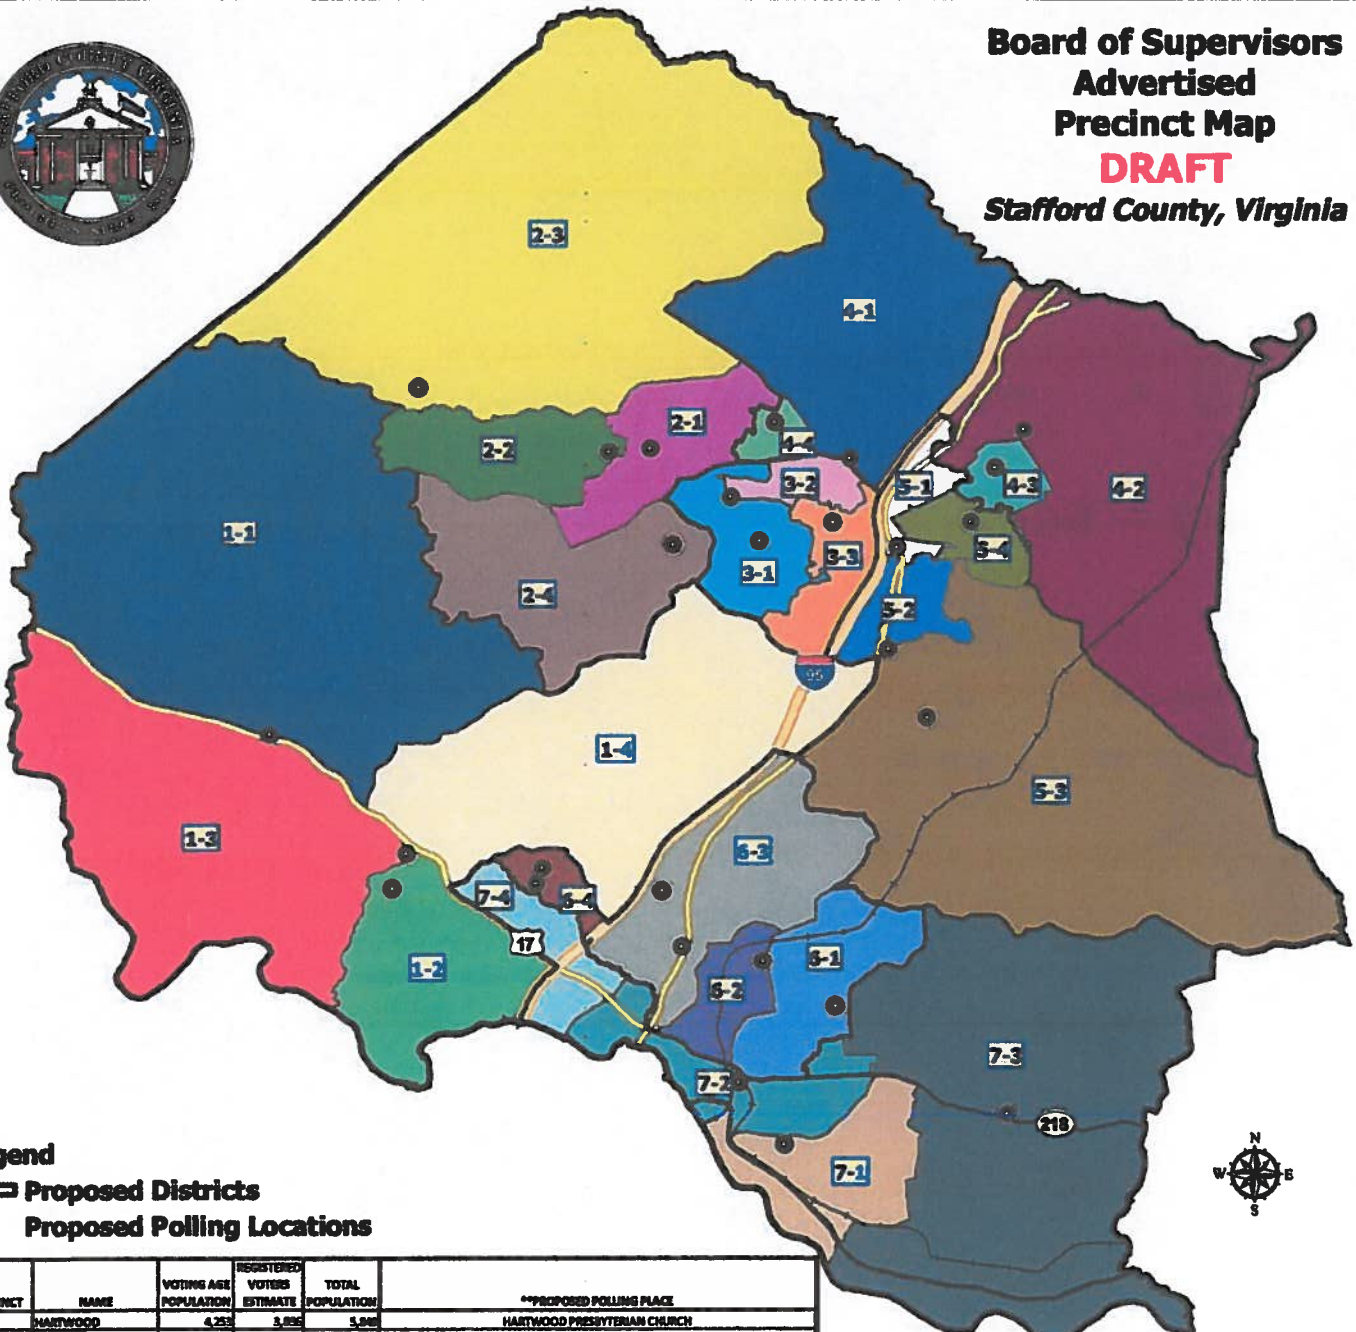 Board of Supervisors
Advertised
Precinct Map
DRAFT
Stafford County, Virginia
2-3
4-1
2-1
4-4
2-2
3-2
5-1
4-3
4-2
1-1
3-3
5-4
3-1
2-4
5-2
95
1-4
5-3
1-3
6-3
7-4
6-4
17
1-2
6-1
6-2
7-3
7-2
218
7-1
N
W E
S
gend
Proposed Districts
Proposed Polling Locations
NCT NAME VOTING AGE POPULATION REGISTERED VOTERS ESTIMATE TOTAL POPULATION **PROPOSED POLLING PLACE
HARTWOOD 4,253 HARTWOOD PRESBYTERIAN CHURCH